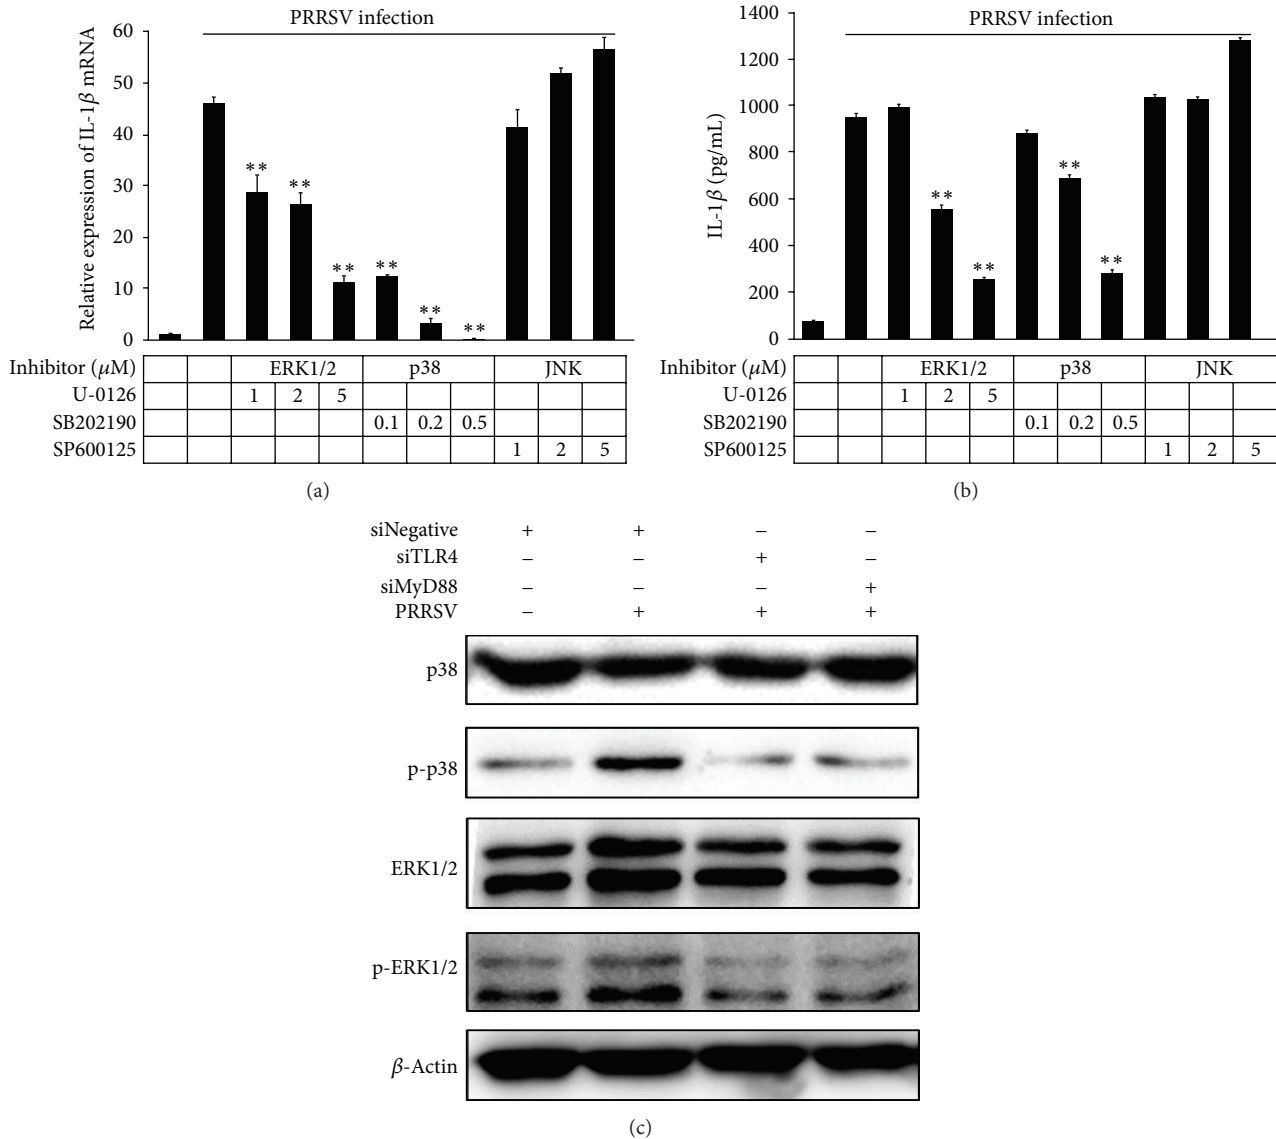 PRRSV infection
Relative expression of IL-1β mRNA
60
50
40
30
20
10
0
** ** ** ** ** **
Inhibitor (μM) ERK1/2 p38 JNK
U-0126 1 2 5
SB202190 0.1 0.2 0.5
SP600125 1 2 5
(a)
PRRSV infection
IL-1β (pg/mL)
1400
1200
1000
800
600
400
200
0
** ** ** **
Inhibitor (μM) ERK1/2 p38 JNK
U-0126 1 2 5
SB202190 0.1 0.2 0.5
SP600125 1 2 5
(b)
siNegative + + − −
siTLR4 − − + −
siMyD88 − − − +
PRRSV − + + +
p38
p-p38
ERK1/2
p-ERK1/2
β-Actin
(c)